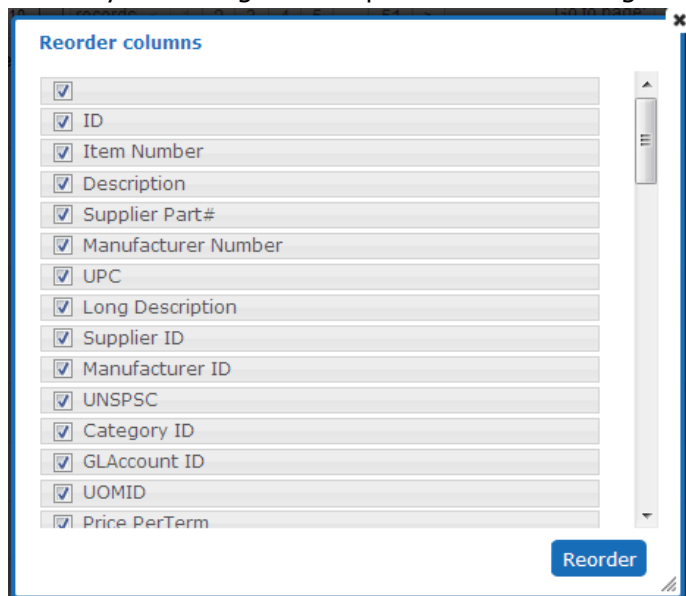 Reorder columns
ID
Item Number
Description
Supplier Part#
Manufacturer Number
UPC
Long Description
Supplier ID
Manufacturer ID
UNSPSC
Category ID
GLAccount ID
UOMID
Price PerTerm
Reorder